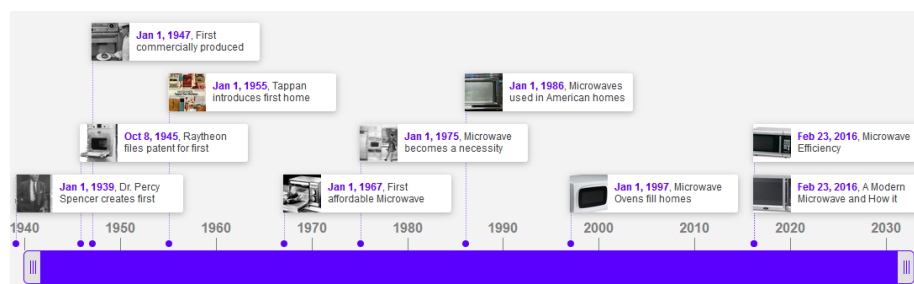 Jan 1, 1947, First
commercially produced
Jan 1, 1955, Tappan
introduces first home
Jan 1, 1986, Microwaves
used in American homes
Oct 8, 1945, Raytheon
files patent for first
Jan 1, 1975, Microwave
becomes a necessity
Feb 23, 2016, Microwave
Efficiency
Jan 1, 1939, Dr. Percy
Spencer creates first
Jan 1, 1967, First
affordable Microwave
Jan 1, 1997, Microwave
Ovens fill homes
Feb 23, 2016, A Modern
Microwave and How it
1940 1950 1960 1970 1980 1990 2000 2010 2020 2030